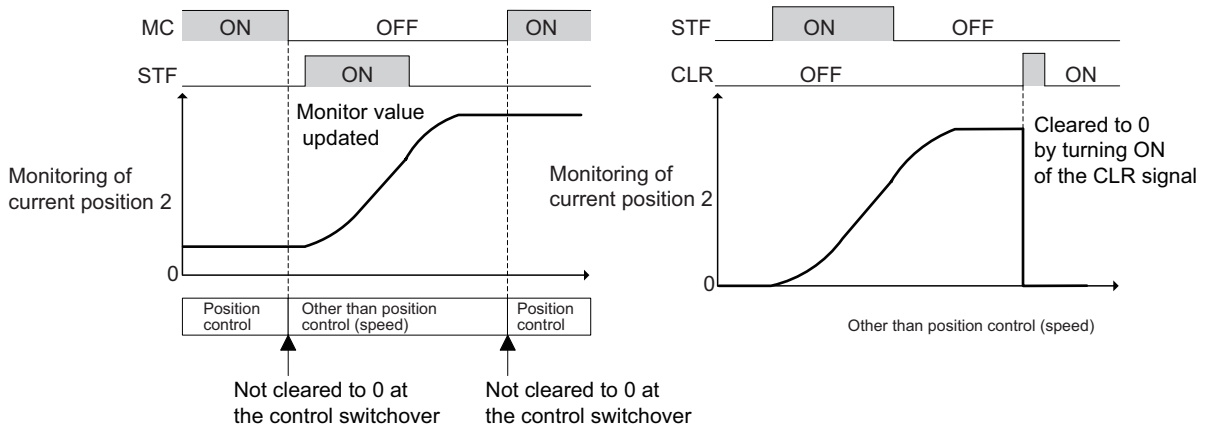 MC ON OFF ON
STF ON
Monitor value
updated
Monitoring of
current position 2
0
Position
control
Other than position
control (speed)
Position
control
Not cleared to 0 at
the control switchover
Not cleared to 0 at
the control switchover
STF ON OFF
CLR OFF ON
Cleared to 0
by turning ON
of the CLR signal
Monitoring of
current position 2
0
Other than position control (speed)